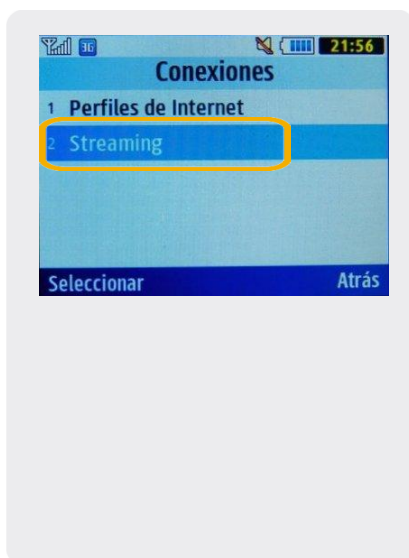 3G 21:56
Conexiones
1 Perfiles de Internet
2 Streaming
Seleccionar Atrás